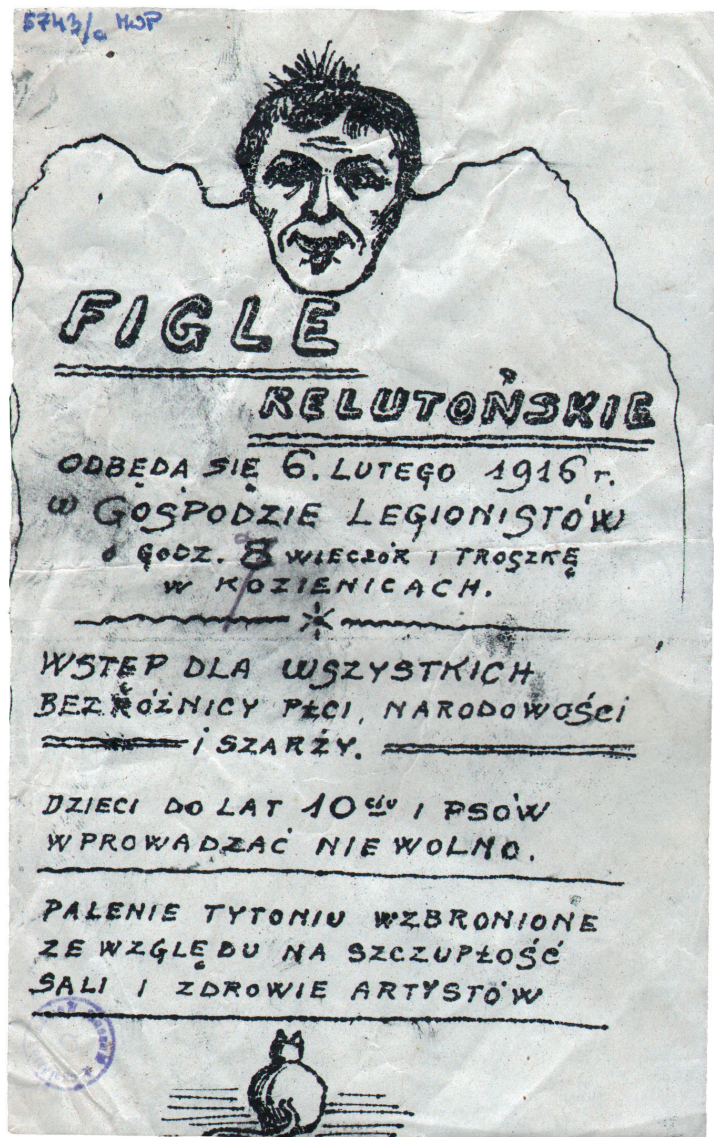 5743/a
FIGLE
RELUTOŃSKIE
ODBĘDĄ SIĘ 6. LUTEGO 1916 r.
W GOSPODZIE LEGIONISTÓW
O GODZ. 8 WIECZÓR I TROSZKĘ
W KOZIENICACH.
WSTĘP DLA WSZYSTKICH
BEZ RÓŻNICY PŁCI, NARODOWOŚCI
I SZARŻY.
DZIECI DO LAT 10ciu I PSÓW
WPROWADZAĆ NIE WOLNO.
PALENIE TYTONIU WZBRONIONE
ZE WZGLĘDU NA SZCZUPŁOŚĆ
SALI I ZDROWIE ARTYSTÓW